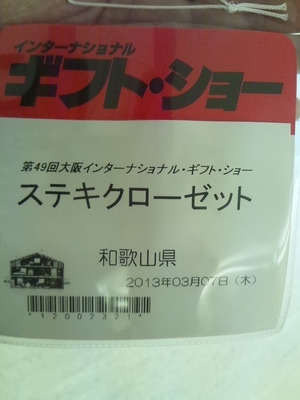 インターナショナル
ギフト・ショー
第49回大阪インターナショナル・ギフト・ショー
ステキクローゼット
和歌山県
2013年03月07日（木）
*12002321*